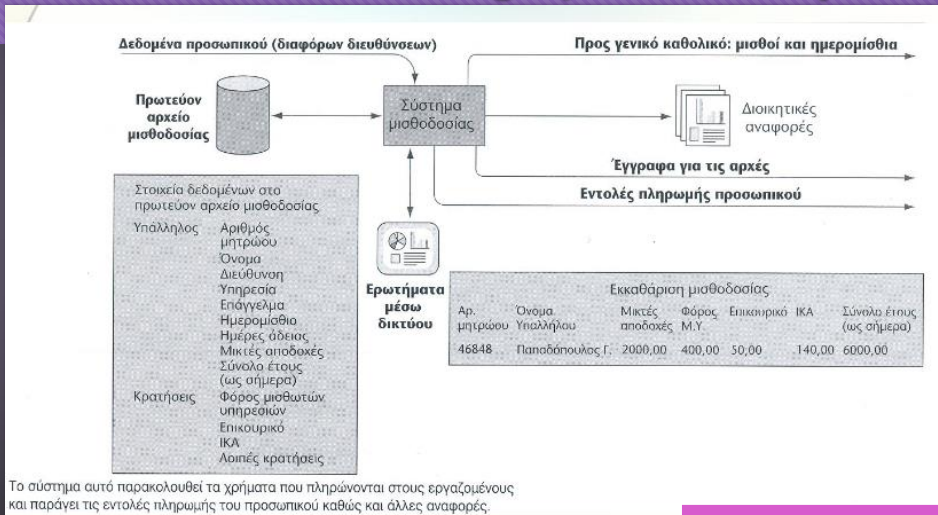 Δεδομένα προσωπικού (διαφόρων διευθύνσεων)
Προς γενικό καθολικό: μισθοί και ημερομίσθια
Πρωτεύον
αρχείο
μισθοδοσίας
Σύστημα
μισθοδοσίας
Διοικητικές
αναφορές
Έγγραφα για τις αρχές
Εντολές πληρωμής προσωπικού
Στοιχεία δεδομένων στο
πρωτεύον αρχείο μισθοδοσίας
Υπάλληλος Αριθμός
μητρώου
Όνομα
Διεύθυνση
Υπηρεσία
Επάγγελμα
Ημερομίσθιο
Ημέρες άδειας
Μικτές αποδοχές
Σύνολο έτους
(ως σήμερα)
Κρατήσεις Φόρος μισθωτών
υπηρεσιών
Επικουρικό
ΙΚΑ
Λοιπές κρατήσεις
Ερωτήματα
μέσω
δικτύου
Εκκαθάριση μισθοδοσίας
Αρ. Όνομα Μικτές Φόρος Επικουρικό ΙΚΑ Σύνολο έτους
μητρώου Υπαλλήλου αποδοχές Μ.Υ. (ως σήμερα)
46848 Παπαδόπουλος Γ. 2000,00 400,00 50,00 140,00 6000,00
Το σύστημα αυτό παρακολουθεί τα χρήματα που πληρώνονται στους εργαζομένους
και παράγει τις εντολές πληρωμής του προσωπικού καθώς και άλλες αναφορές.